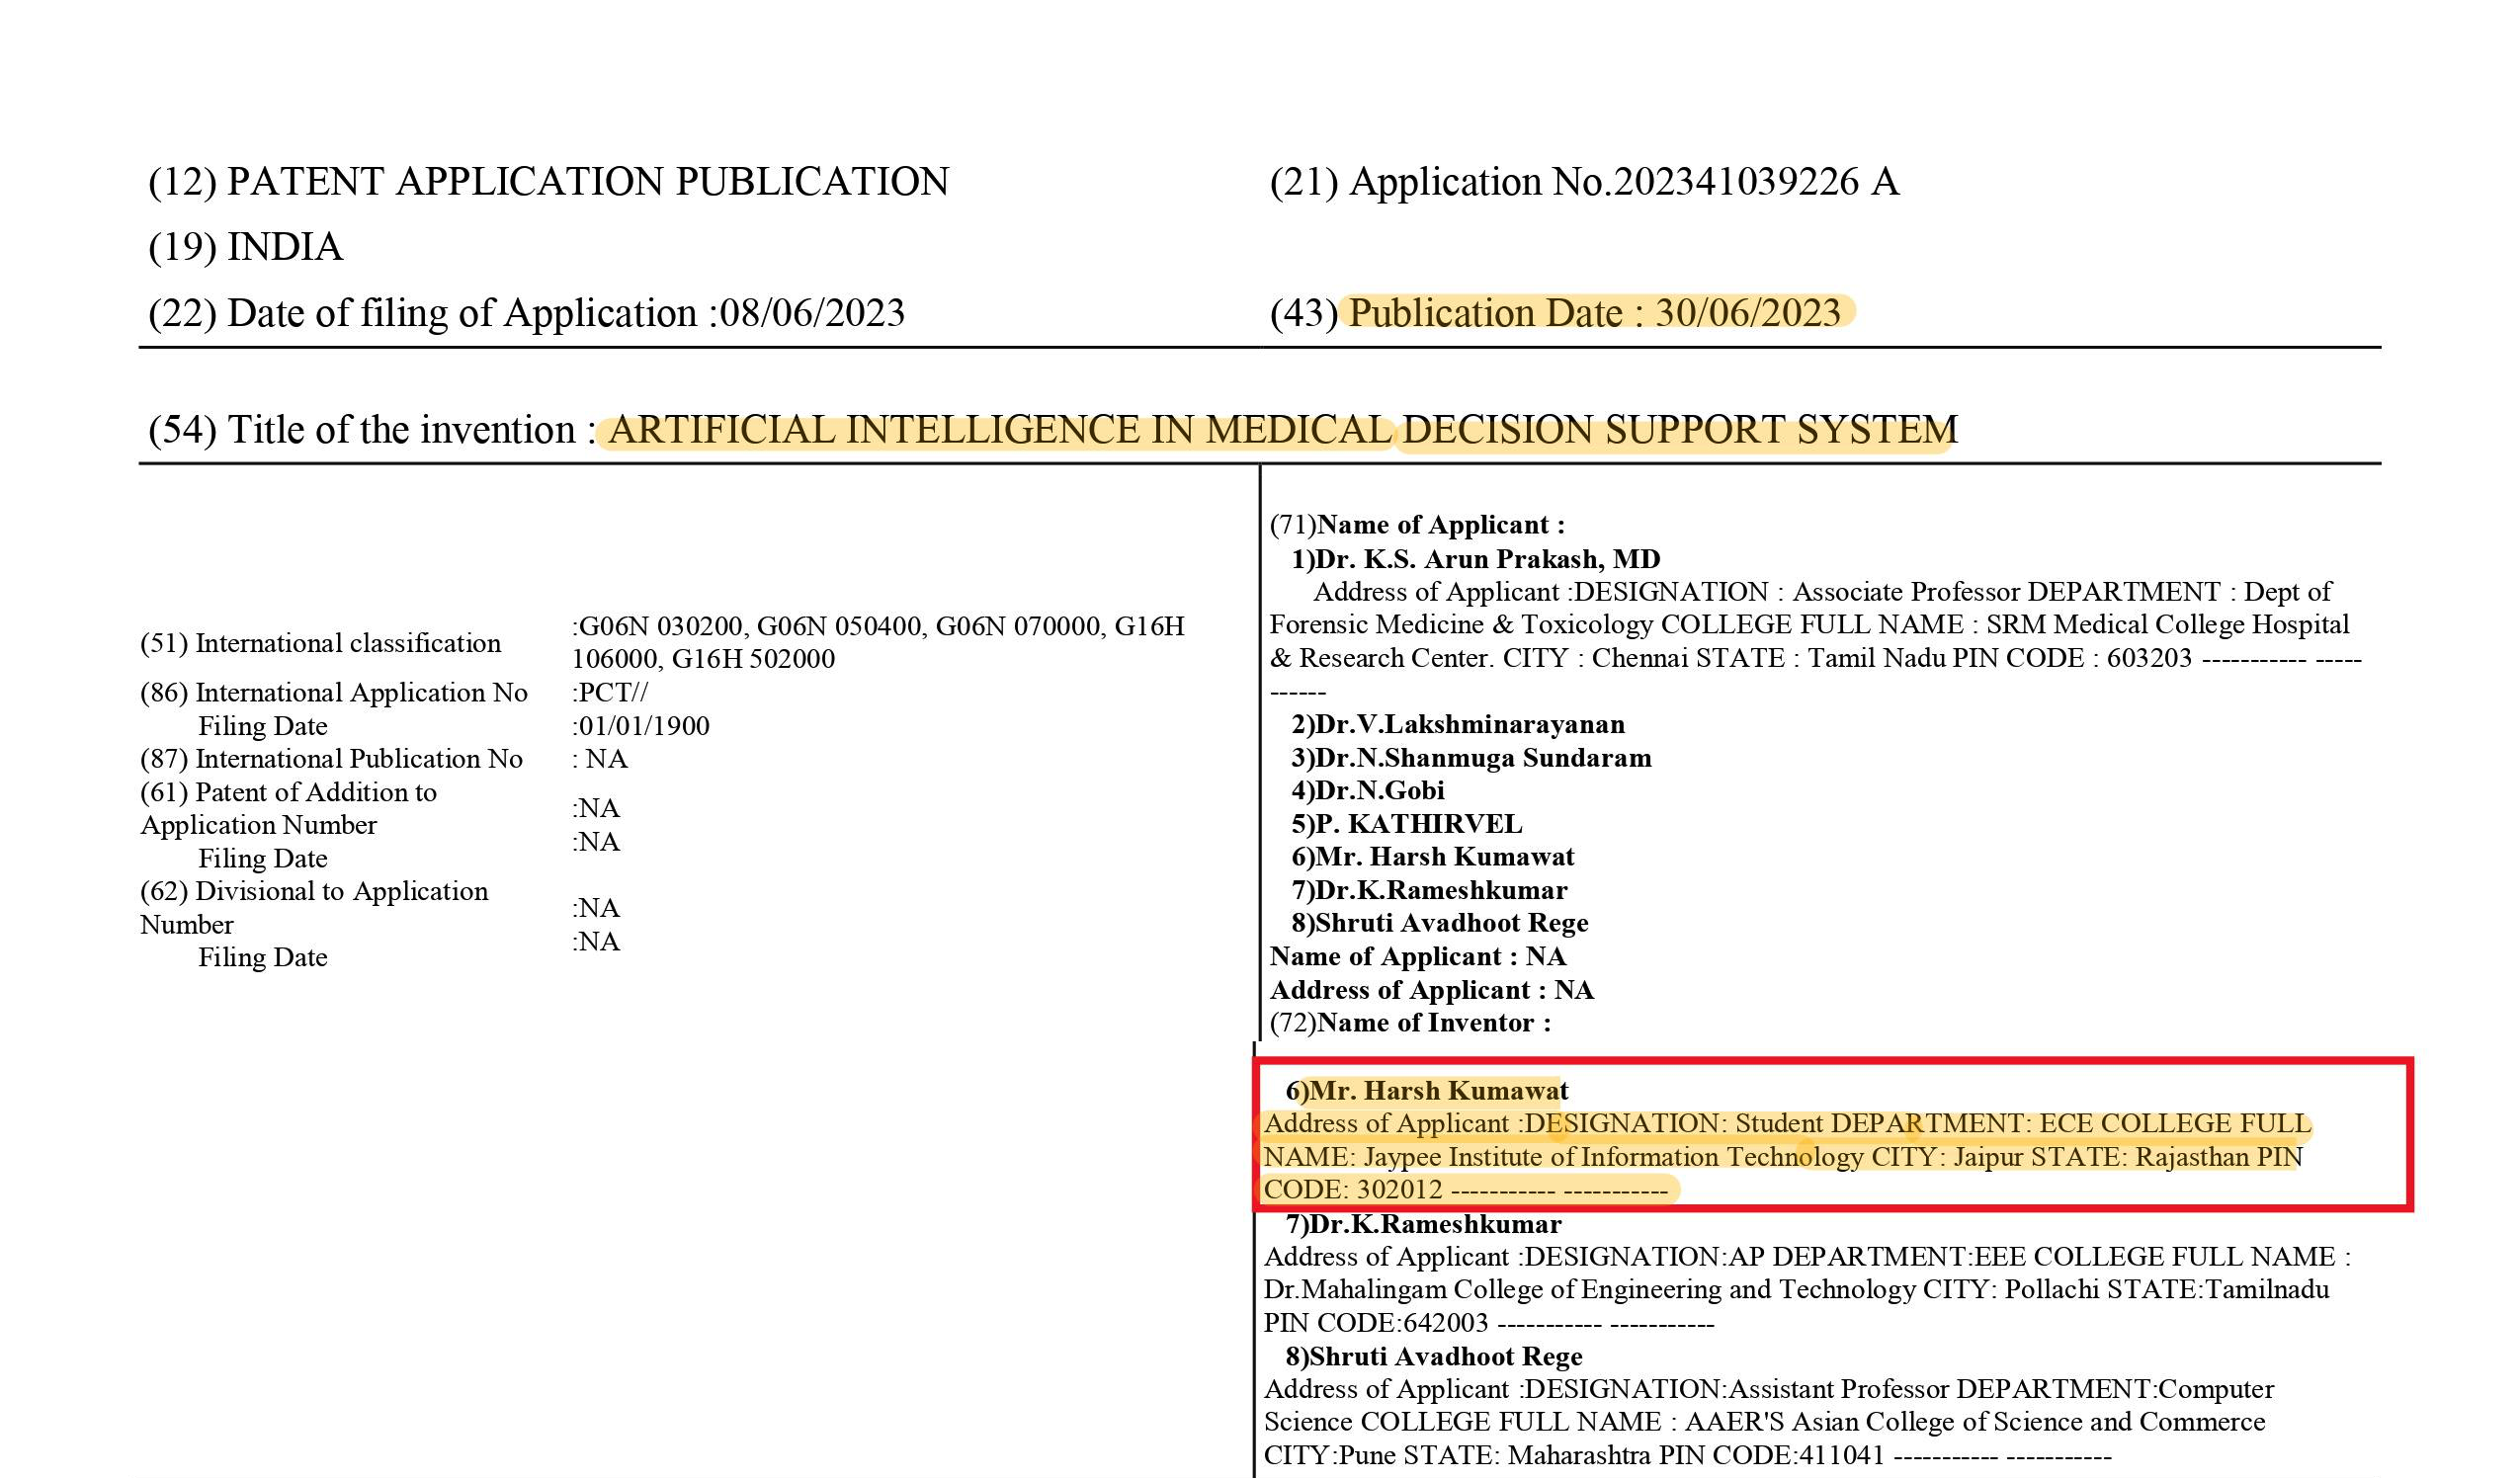 (12) PATENT APPLICATION PUBLICATION
(21) Application No.202341039226 A
(19) INDIA
(22) Date of filing of Application :08/06/2023
(43) Publication Date : 30/06/2023
(54) Title of the invention : ARTIFICIAL INTELLIGENCE IN MEDICAL DECISION SUPPORT SYSTEM
(51) International classification
:G06N 030200, G06N 050400, G06N 070000, G16H
106000, G16H 502000
(86) International Application No :PCT//
Filing Date :01/01/1900
(87) International Publication No : NA
(61) Patent of Addition to
Application Number :NA
Filing Date :NA
(62) Divisional to Application
Number :NA
Filing Date :NA
(71)Name of Applicant :
1)Dr. K.S. Arun Prakash, MD
Address of Applicant :DESIGNATION : Associate Professor DEPARTMENT : Dept of
Forensic Medicine & Toxicology COLLEGE FULL NAME : SRM Medical College Hospital
& Research Center. CITY : Chennai STATE : Tamil Nadu PIN CODE : 603203 ----------- -----
------
2)Dr.V.Lakshminarayanan
3)Dr.N.Shanmuga Sundaram
4)Dr.N.Gobi
5)P. KATHIRVEL
6)Mr. Harsh Kumawat
7)Dr.K.Rameshkumar
8)Shruti Avadhoot Rege
Name of Applicant : NA
Address of Applicant : NA
(72)Name of Inventor :
6)Mr. Harsh Kumawat
Address of Applicant :DESIGNATION: Student DEPARTMENT: ECE COLLEGE FULL
NAME: Jaypee Institute of Information Technology CITY: Jaipur STATE: Rajasthan PIN
CODE: 302012 ----------- -----------
7)Dr.K.Rameshkumar
Address of Applicant :DESIGNATION:AP DEPARTMENT:EEE COLLEGE FULL NAME :
Dr.Mahalingam College of Engineering and Technology CITY: Pollachi STATE:Tamilnadu
PIN CODE:642003 ----------- -----------
8)Shruti Avadhoot Rege
Address of Applicant :DESIGNATION:Assistant Professor DEPARTMENT:Computer
Science COLLEGE FULL NAME : AAER'S Asian College of Science and Commerce
CITY:Pune STATE: Maharashtra PIN CODE:411041 ----------- -----------